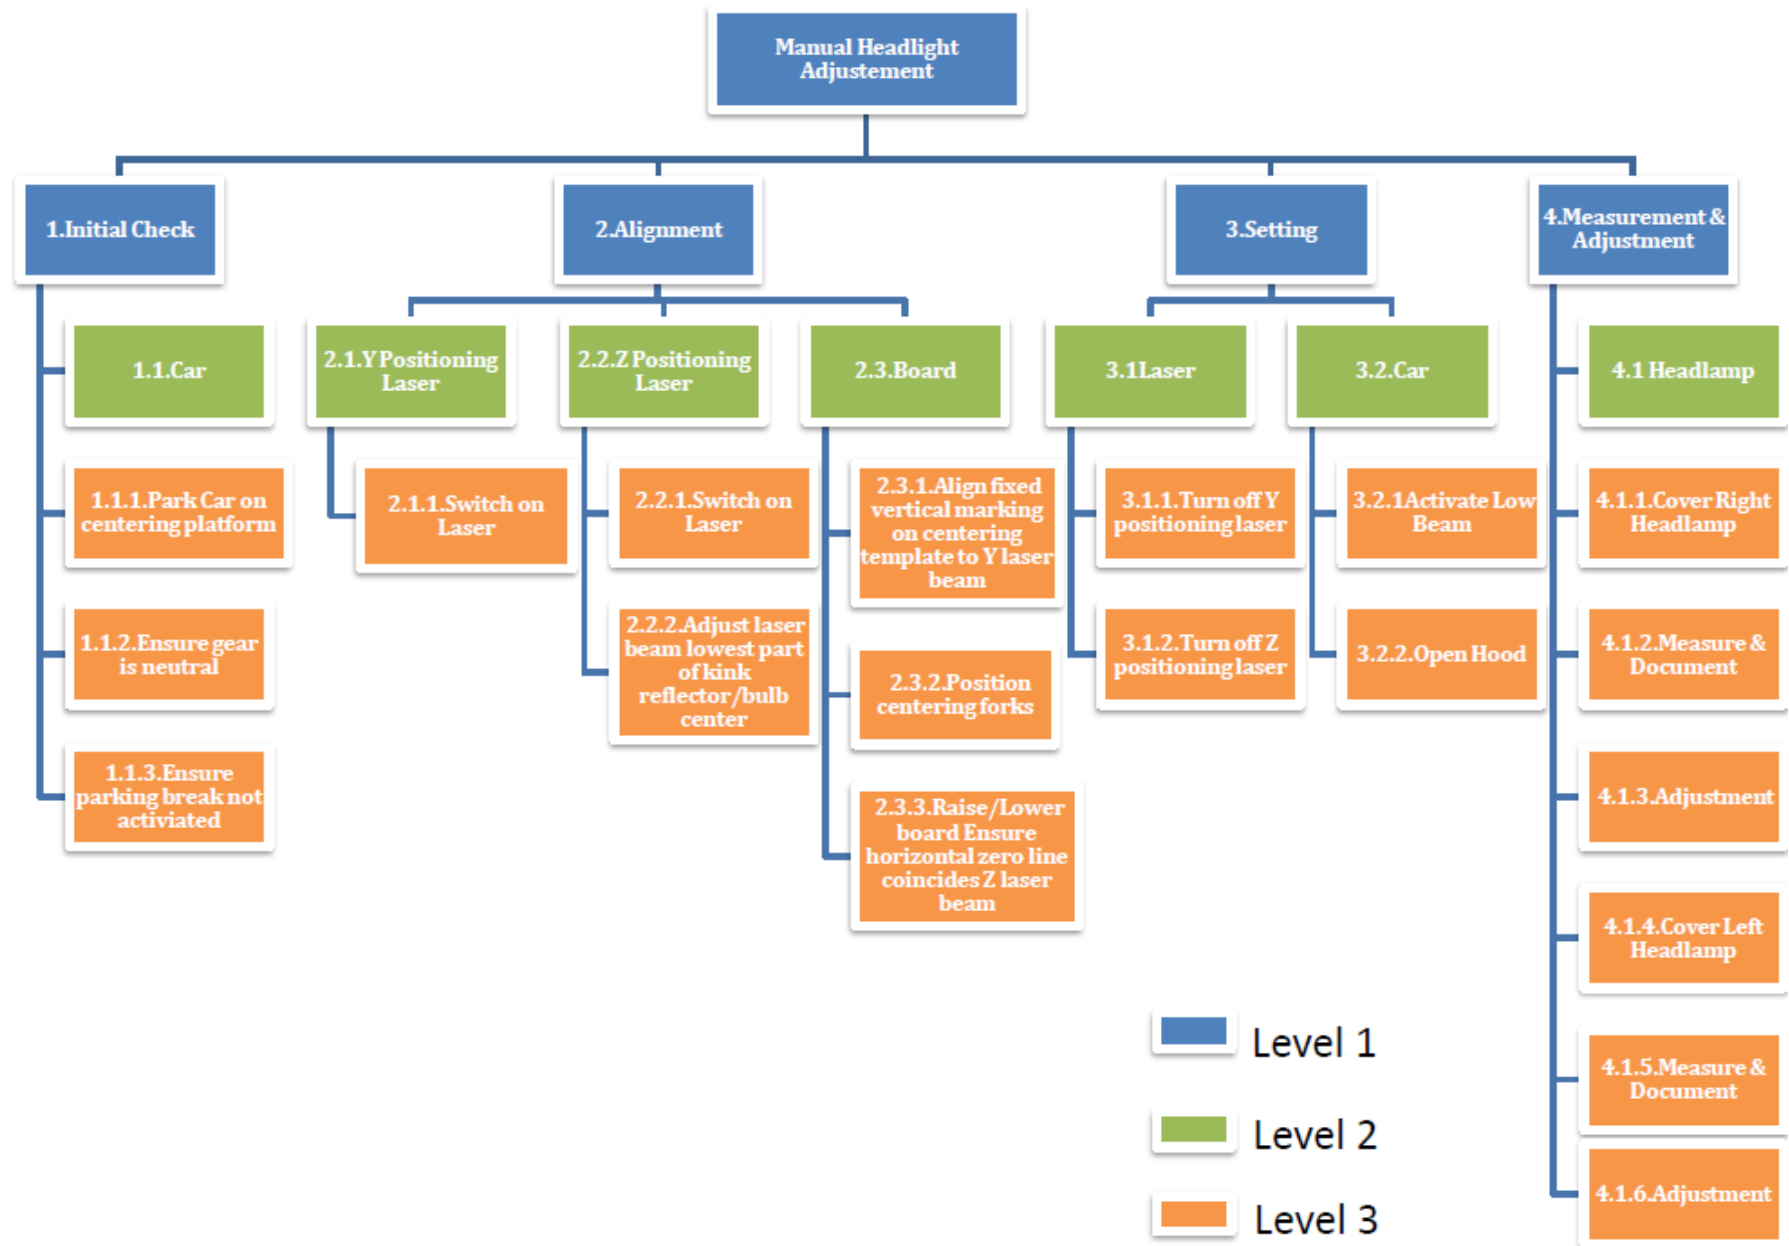 Manual Headlight
Adjustement
1.Initial Check
2.Alignment
3.Setting
4.Measurement &
Adjustment
1.1.Car
2.1.Y Positioning
Laser
2.2.Z Positioning
Laser
2.3.Board
3.1Laser
3.2.Car
4.1 Headlamp
1.1.1.Park Car on
centering platform
1.1.2.Ensure gear
is neutral
1.1.3.Ensure
parking break not
activiated
2.1.1.Switch on
Laser
2.2.1.Switch on
Laser
2.2.2.Adjust laser
beam lowest part
of kink
reflector/bulb
center
2.3.1.Align fixed
vertical marking
on centering
template to Y laser
beam
2.3.2.Position
centering forks
2.3.3.Raise/Lower
board Ensure
horizontal zero line
coincides Z laser
beam
3.1.1.Turn off Y
positioning laser
3.1.2.Turn off Z
positioning laser
3.2.1Activate Low
Beam
3.2.2.Open Hood
4.1.1.Cover Right
Headlamp
4.1.2.Measure &
Document
4.1.3.Adjustment
4.1.4.Cover Left
Headlamp
4.1.5.Measure &
Document
4.1.6.Adjustment
Level 1
Level 2
Level 3